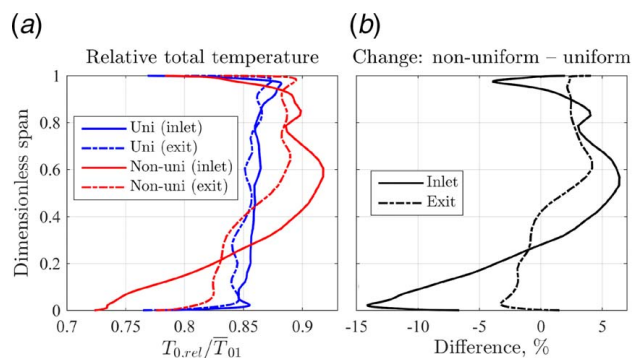 (a)
Relative total temperature
Dimensionless span
1
0.8
0.6
0.4
0.2
0
Uni (inlet)
Uni (exit)
Non-uni (inlet)
Non-uni (exit)
0.7 0.75 0.8 0.85 0.9
T0.rel/T̅01
(b)
Change: non-uniform – uniform
Inlet
Exit
-15 -10 -5 0 5
Difference, %